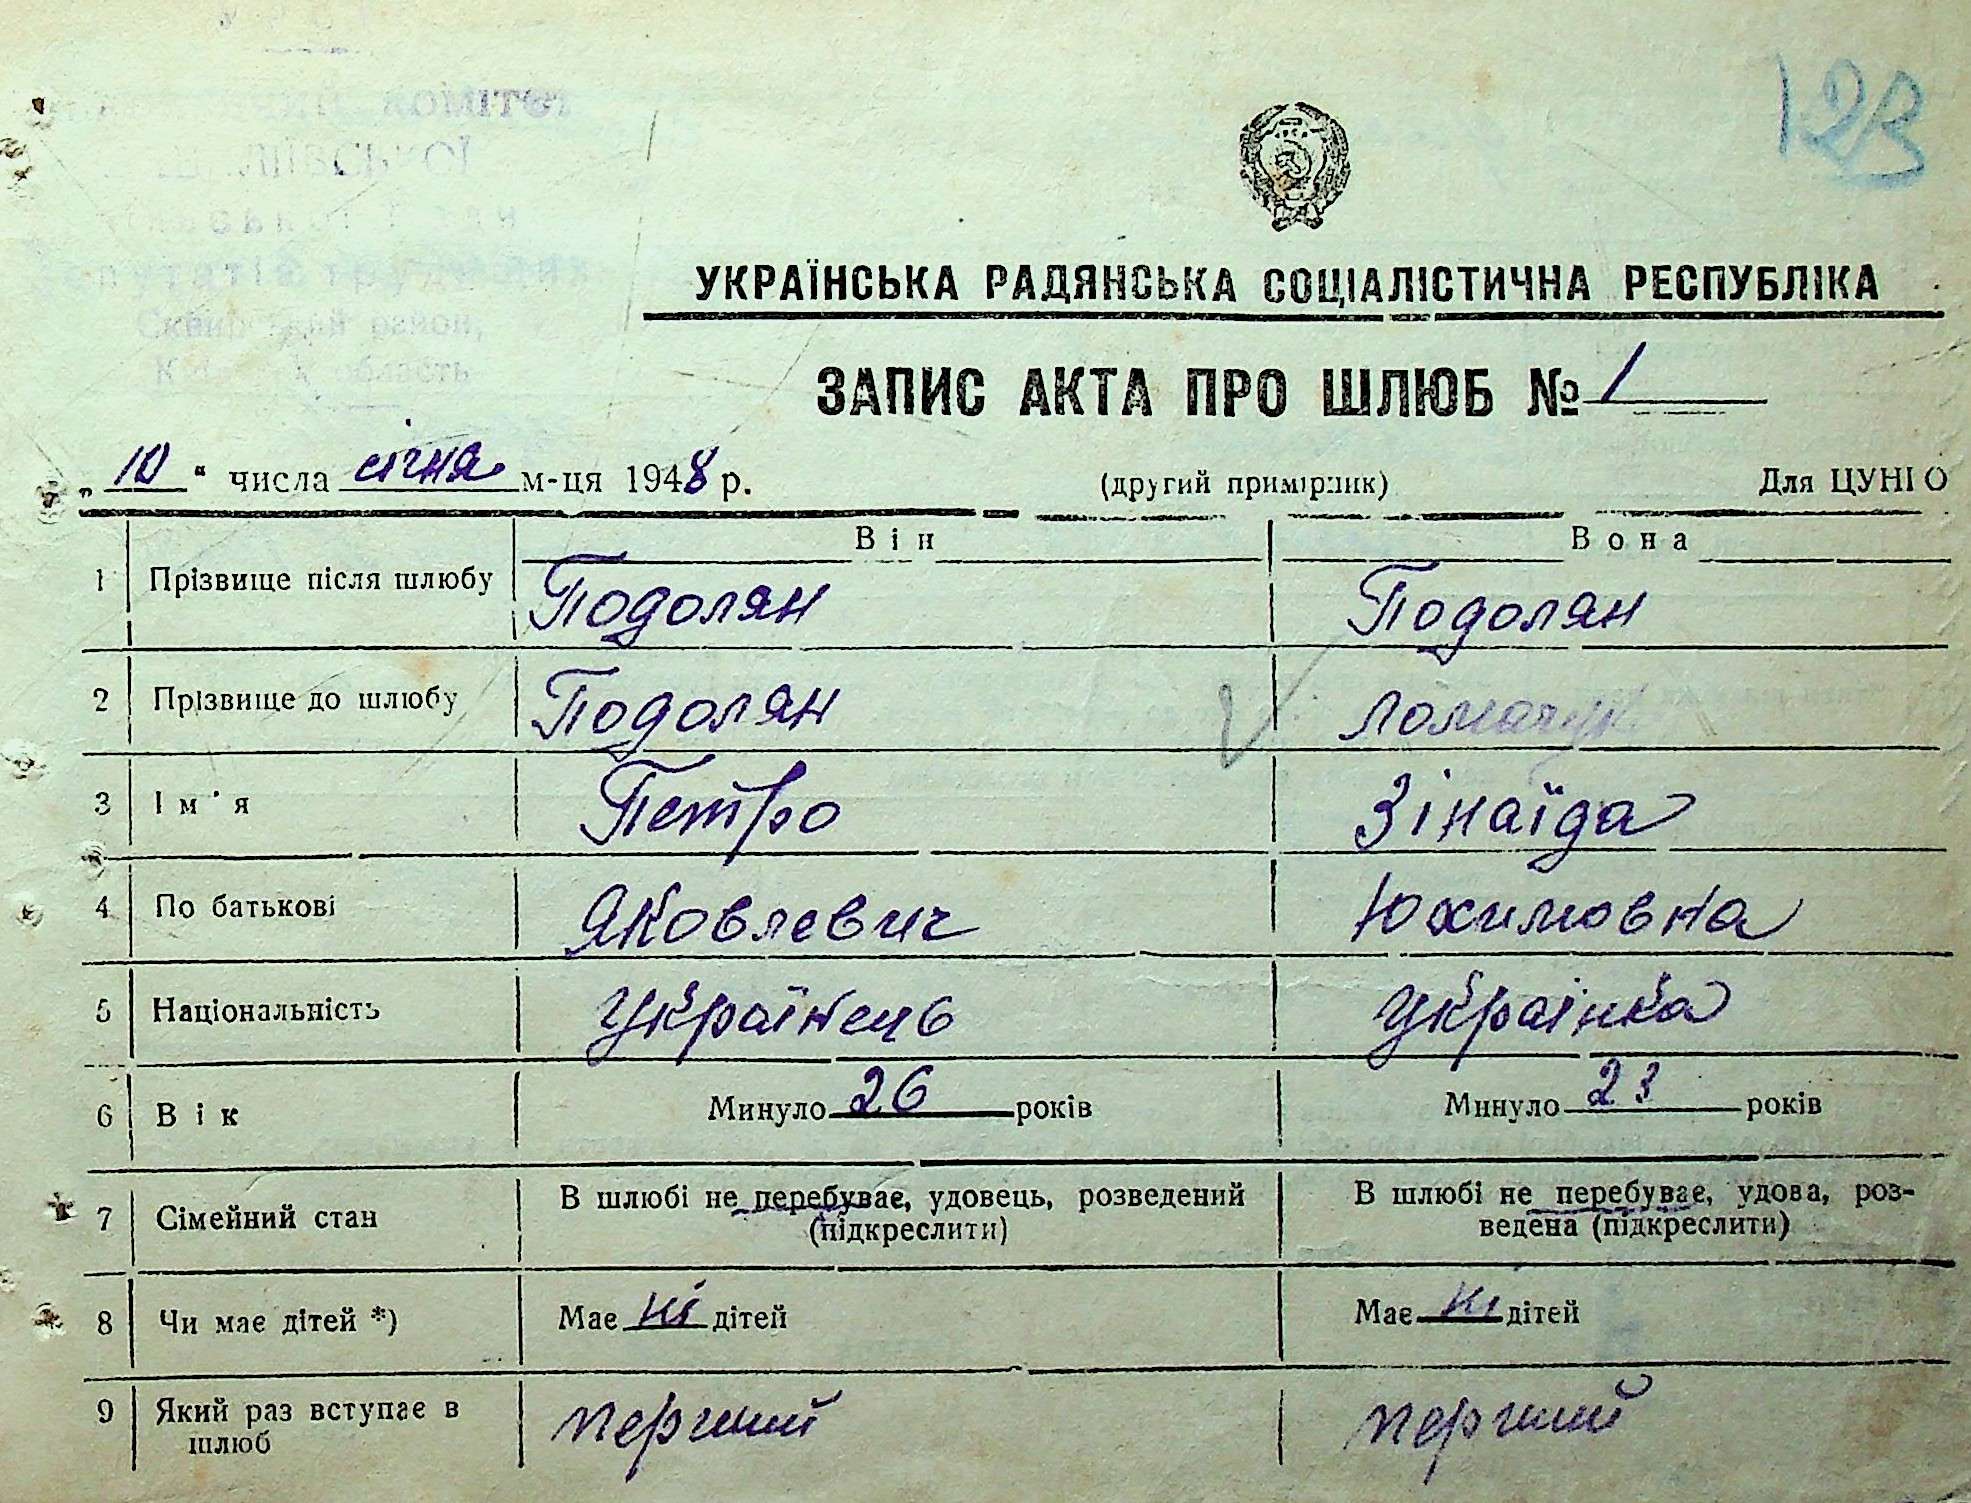 123
КОМІТЕТ
район,
область
УКРАЇНСЬКА РАДЯНСЬКА СОЦІАЛІСТИЧНА РЕСПУБЛІКА
ЗАПИС АКТА ПРО ШЛЮБ № 1
„10“ числа січня м-ця 1948 р. (другий примірник) Для ЦУНГО
Він Вона
1 Прізвище після шлюбу Подолян Подолян
2 Прізвище до шлюбу Подолян
3 Ім'я Петро Зінаїда
4 По батькові Яковлевич Юхимовна
5 Національність Українець Українка
6 Вік Минуло 26 років Минуло 23 років
7 Сімейний стан В шлюбі не перебуває, удовець, розведений (підкреслити) В шлюбі не перебуває, удова, роз-
ведена (підкреслити)
8 Чи має дітей *) Має ні дітей Має ні дітей
9 Який раз вступає в шлюб перший перший